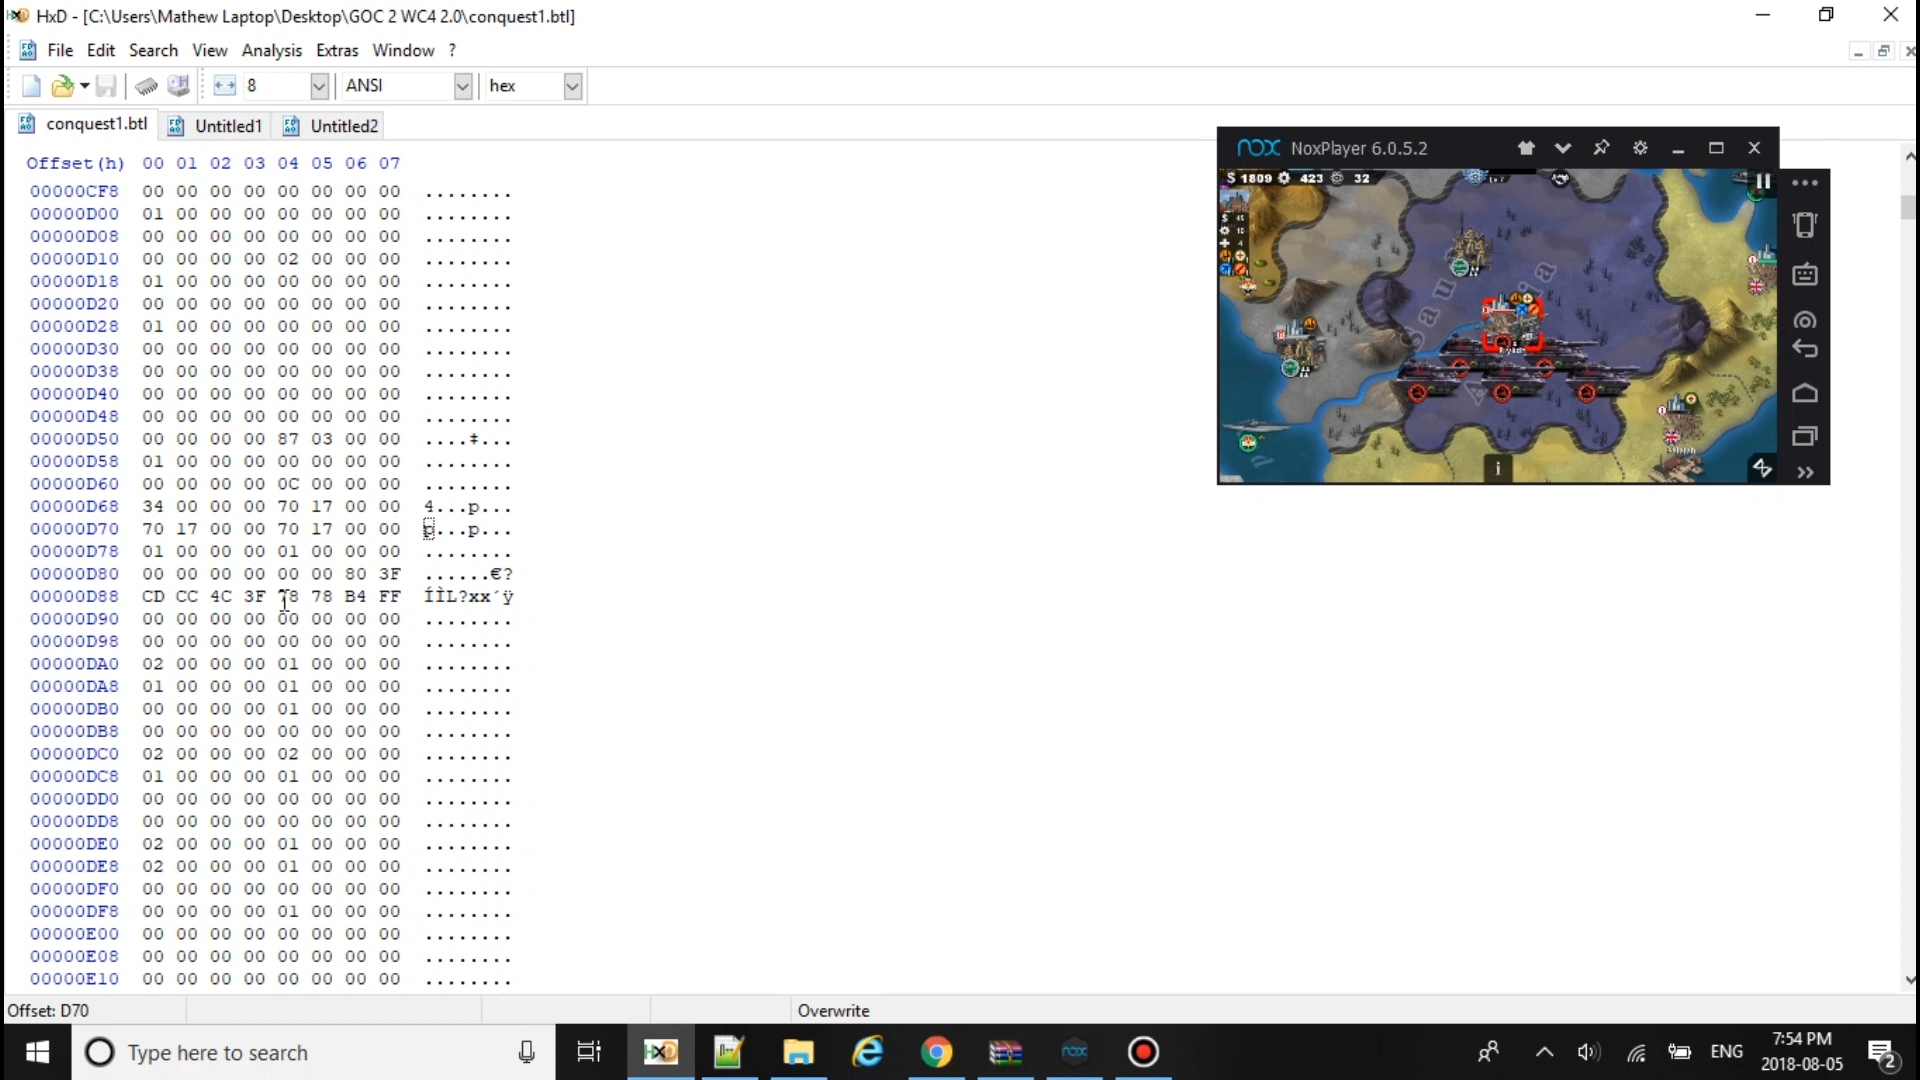 HxD - [C:\Users\Mathew Laptop\Desktop\GOC 2 WC4 2.0\conquest1.btl]
File Edit Search View Analysis Extras Window ?
8 ANSI hex
conquest1.btl Untitled1 Untitled2
Offset(h) 00 01 02 03 04 05 06 07
00000CF8 00 00 00 00 00 00 00 00 ........
00000D00 01 00 00 00 00 00 00 00 ........
00000D08 00 00 00 00 00 00 00 00 ........
00000D10 00 00 00 00 02 00 00 00 ........
00000D18 01 00 00 00 00 00 00 00 ........
00000D20 00 00 00 00 00 00 00 00 ........
00000D28 01 00 00 00 00 00 00 00 ........
00000D30 00 00 00 00 00 00 00 00 ........
00000D38 00 00 00 00 00 00 00 00 ........
00000D40 00 00 00 00 00 00 00 00 ........
00000D48 00 00 00 00 00 00 00 00 ........
00000D50 00 00 00 00 87 03 00 00 ....‡...
00000D58 01 00 00 00 00 00 00 00 ........
00000D60 00 00 00 00 0C 00 00 00 ........
00000D68 34 00 00 00 70 17 00 00 4...p...
00000D70 70 17 00 00 70 17 00 00 p...p...
00000D78 01 00 00 00 01 00 00 00 ........
00000D80 00 00 00 00 00 00 80 3F ......€?
00000D88 CD CC 4C 3F 78 78 B4 FF ÍÌL?xx´ÿ
00000D90 00 00 00 00 00 00 00 00 ........
00000D98 00 00 00 00 00 00 00 00 ........
00000DA0 02 00 00 00 01 00 00 00 ........
00000DA8 01 00 00 00 01 00 00 00 ........
00000DB0 00 00 00 00 01 00 00 00 ........
00000DB8 00 00 00 00 00 00 00 00 ........
00000DC0 02 00 00 00 02 00 00 00 ........
00000DC8 01 00 00 00 01 00 00 00 ........
00000DD0 00 00 00 00 00 00 00 00 ........
00000DD8 00 00 00 00 00 00 00 00 ........
00000DE0 02 00 00 00 01 00 00 00 ........
00000DE8 02 00 00 00 01 00 00 00 ........
00000DF0 00 00 00 00 00 00 00 00 ........
00000DF8 00 00 00 00 01 00 00 00 ........
00000E00 00 00 00 00 00 00 00 00 ........
00000E08 00 00 00 00 00 00 00 00 ........
00000E10 00 00 00 00 00 00 00 00 ........
nox NoxPlayer 6.0.5.2
$ 1809 423 32
Saudi
Arabia
i
Offset: D70 Overwrite
Type here to search
ENG
7:54 PM
2018-08-05
2